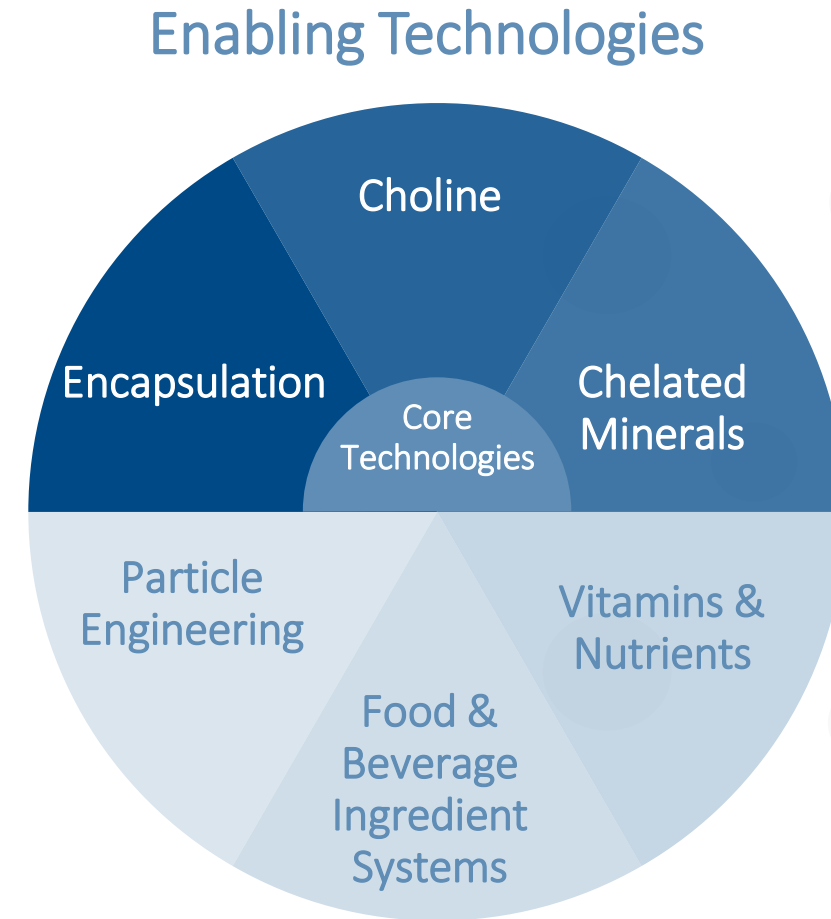 Enabling Technologies
Choline
Encapsulation
Chelated
Minerals
Core
Technologies
Particle
Engineering
Vitamins &
Nutrients
Food &
Beverage
Ingredient
Systems